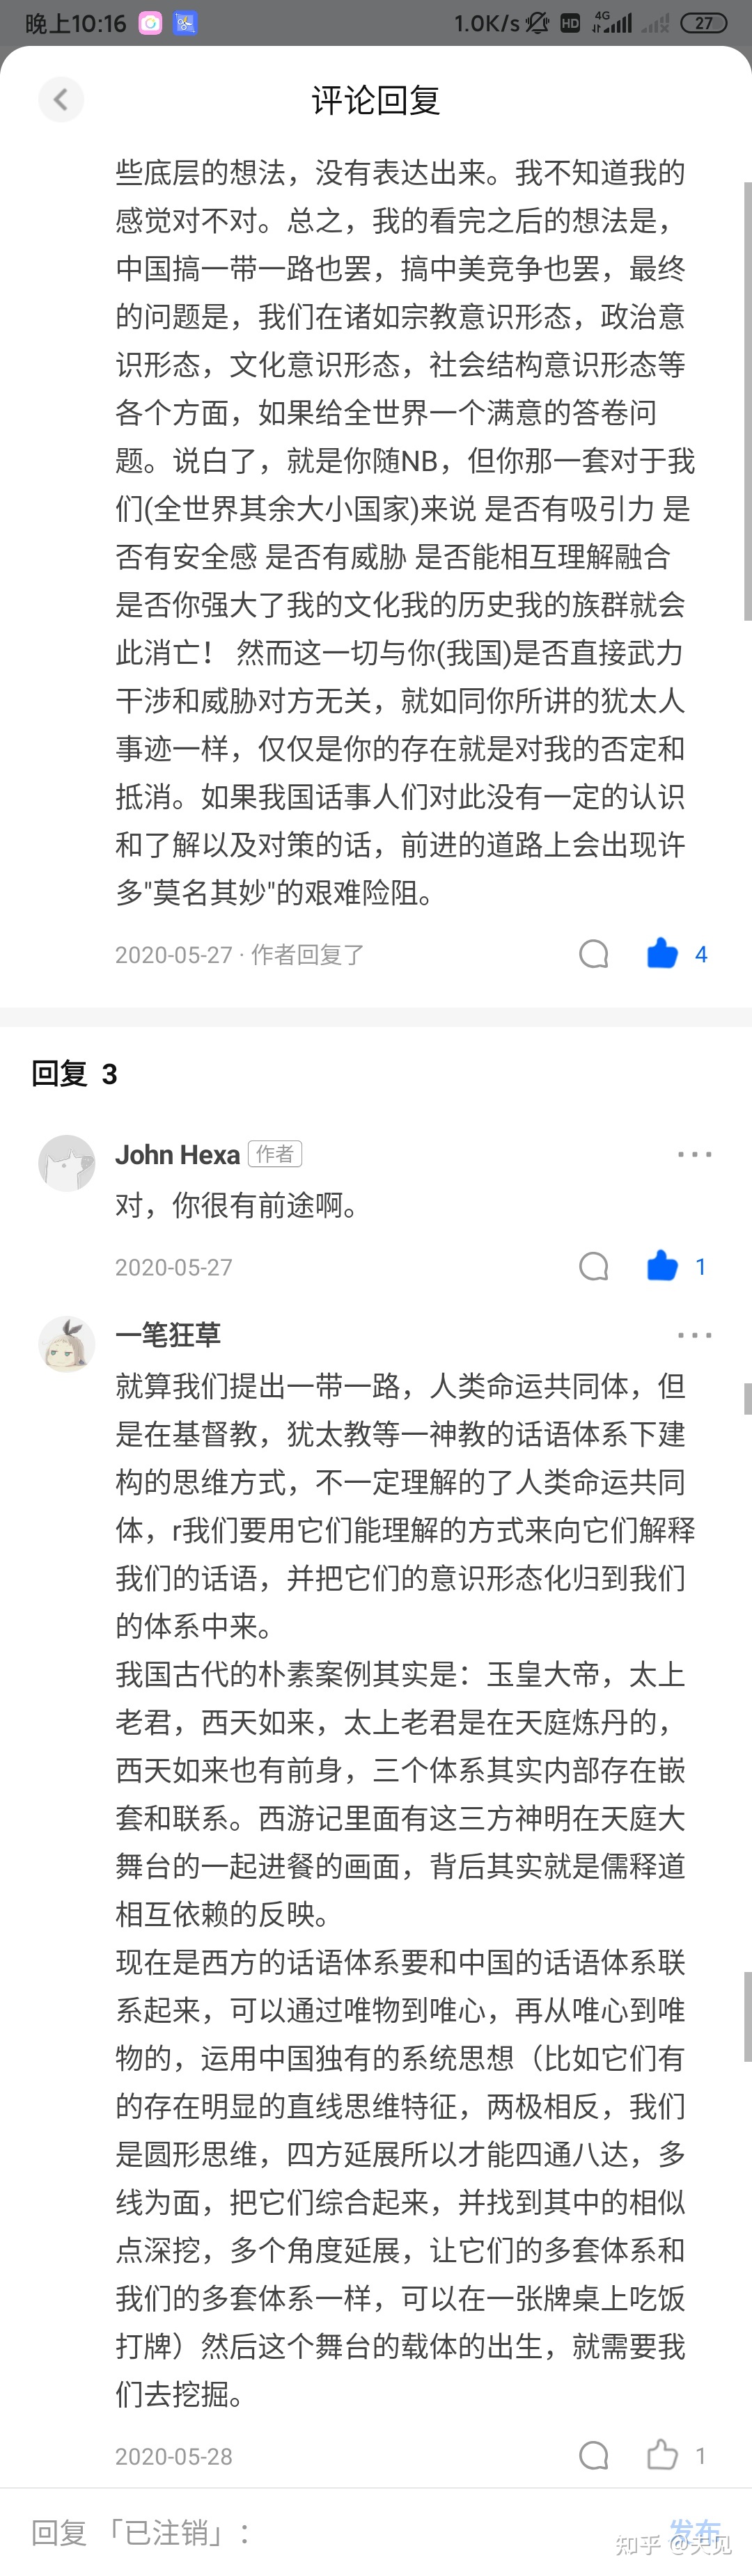 晚上10:16
1.0K/s
HD
4G
27
评论回复
些底层的想法，没有表达出来。我不知道我的
感觉对不对。总之，我的看完之后的想法是，
中国搞一带一路也罢，搞中美竞争也罢，最终
的问题是，我们在诸如宗教意识形态，政治意
识形态，文化意识形态，社会结构意识形态等
各个方面，如果给全世界一个满意的答卷问
题。说白了，就是你随NB，但你那一套对于我
们(全世界其余大小国家)来说 是否有吸引力 是
否有安全感 是否有威胁 是否能相互理解融合
是否你强大了我的文化我的历史我的族群就会
此消亡！ 然而这一切与你(我国)是否直接武力
干涉和威胁对方无关，就如同你所讲的犹太人
事迹一样，仅仅是你的存在就是对我的否定和
抵消。如果我国话事人们对此没有一定的认识
和了解以及对策的话，前进的道路上会出现许
多"莫名其妙"的艰难险阻。
2020-05-27 · 作者回复了
4
回复 3
John Hexa 作者
对，你很有前途啊。
2020-05-27
1
一笔狂草
就算我们提出一带一路，人类命运共同体，但
是在基督教，犹太教等一神教的话语体系下建
构的思维方式，不一定理解的了人类命运共同
体，r我们要用它们能理解的方式来向它们解释
我们的话语，并把它们的意识形态化归到我们
的体系中来。
我国古代的朴素案例其实是：玉皇大帝，太上
老君，西天如来，太上老君是在天庭炼丹的，
西天如来也有前身，三个体系其实内部存在嵌
套和联系。西游记里面有这三方神明在天庭大
舞台的一起进餐的画面，背后其实就是儒释道
相互依赖的反映。
现在是西方的话语体系要和中国的话语体系联
系起来，可以通过唯物到唯心，再从唯心到唯
物的，运用中国独有的系统思想（比如它们有
的存在明显的直线思维特征，两极相反，我们
是圆形思维，四方延展所以才能四通八达，多
线为面，把它们综合起来，并找到其中的相似
点深挖，多个角度延展，让它们的多套体系和
我们的多套体系一样，可以在一张牌桌上吃饭
打牌）然后这个舞台的载体的出生，就需要我
们去挖掘。
2020-05-28
1
回复 「已注销」：
发布
知乎 @天见